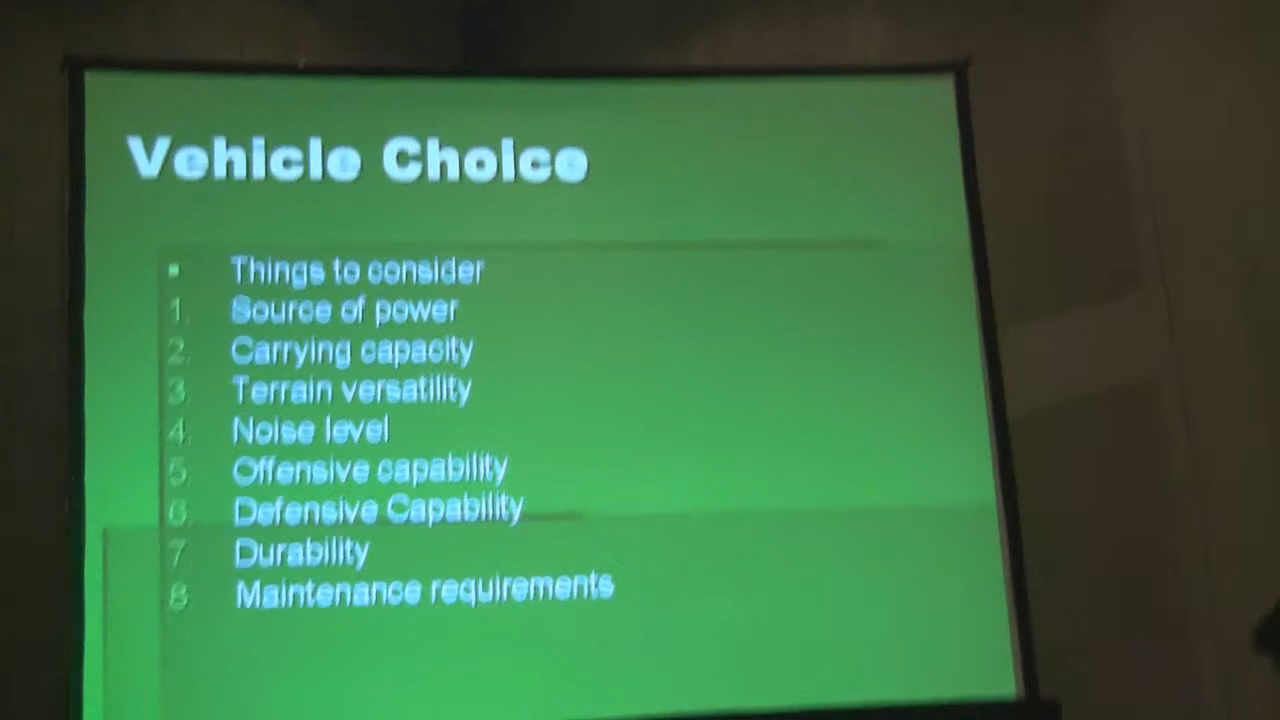 Vehicle Choice
▪ Things to consider
1. Source of power
2. Carrying capacity
3. Terrain versatility
4. Noise level
5. Offensive capability
6. Defensive Capability
7. Durability
8. Maintenance requirements